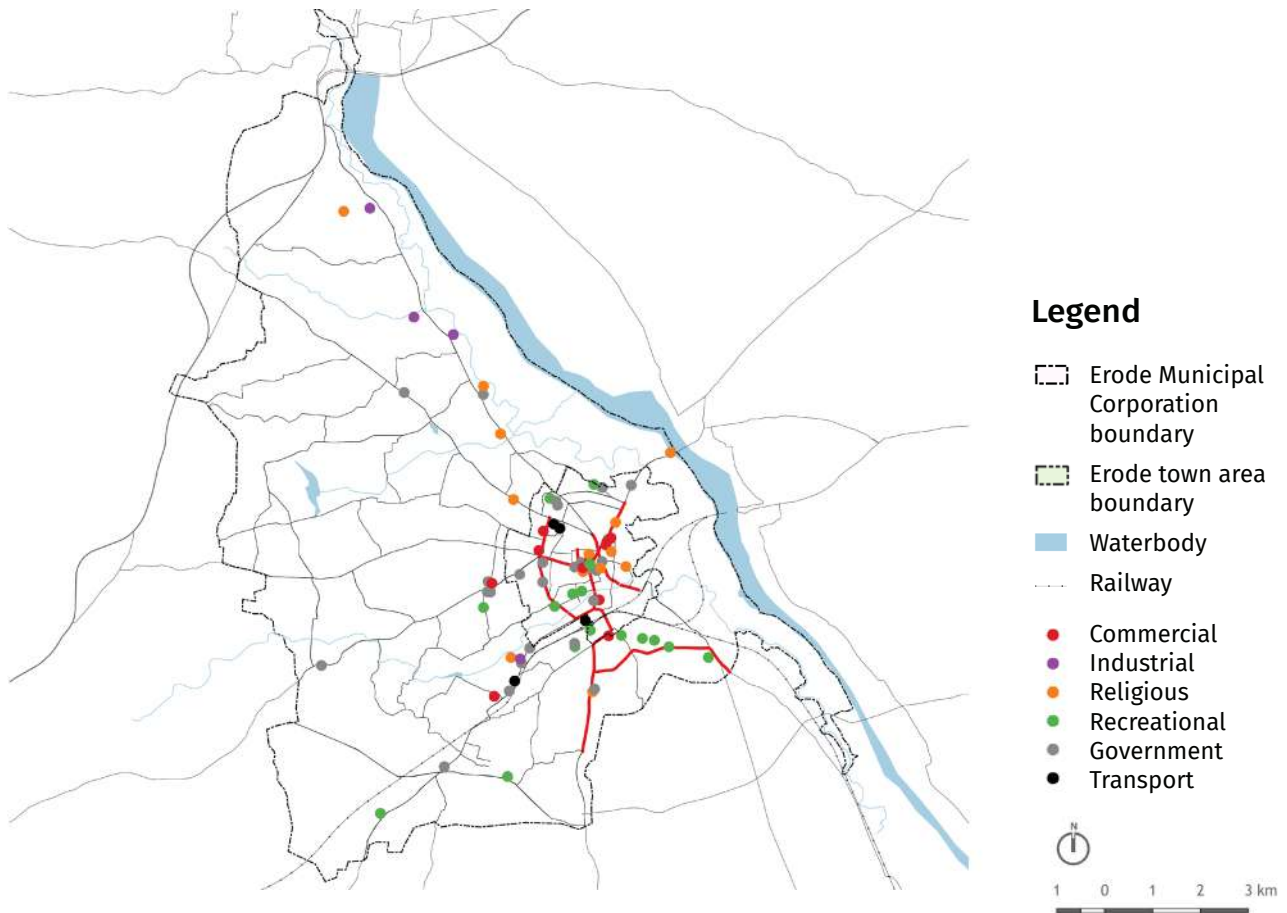 Legend
Erode Municipal
Corporation
boundary
Erode town area
boundary
Waterbody
Railway
Commercial
Industrial
Religious
Recreational
Government
Transport
N
1 0 1 2 3 km